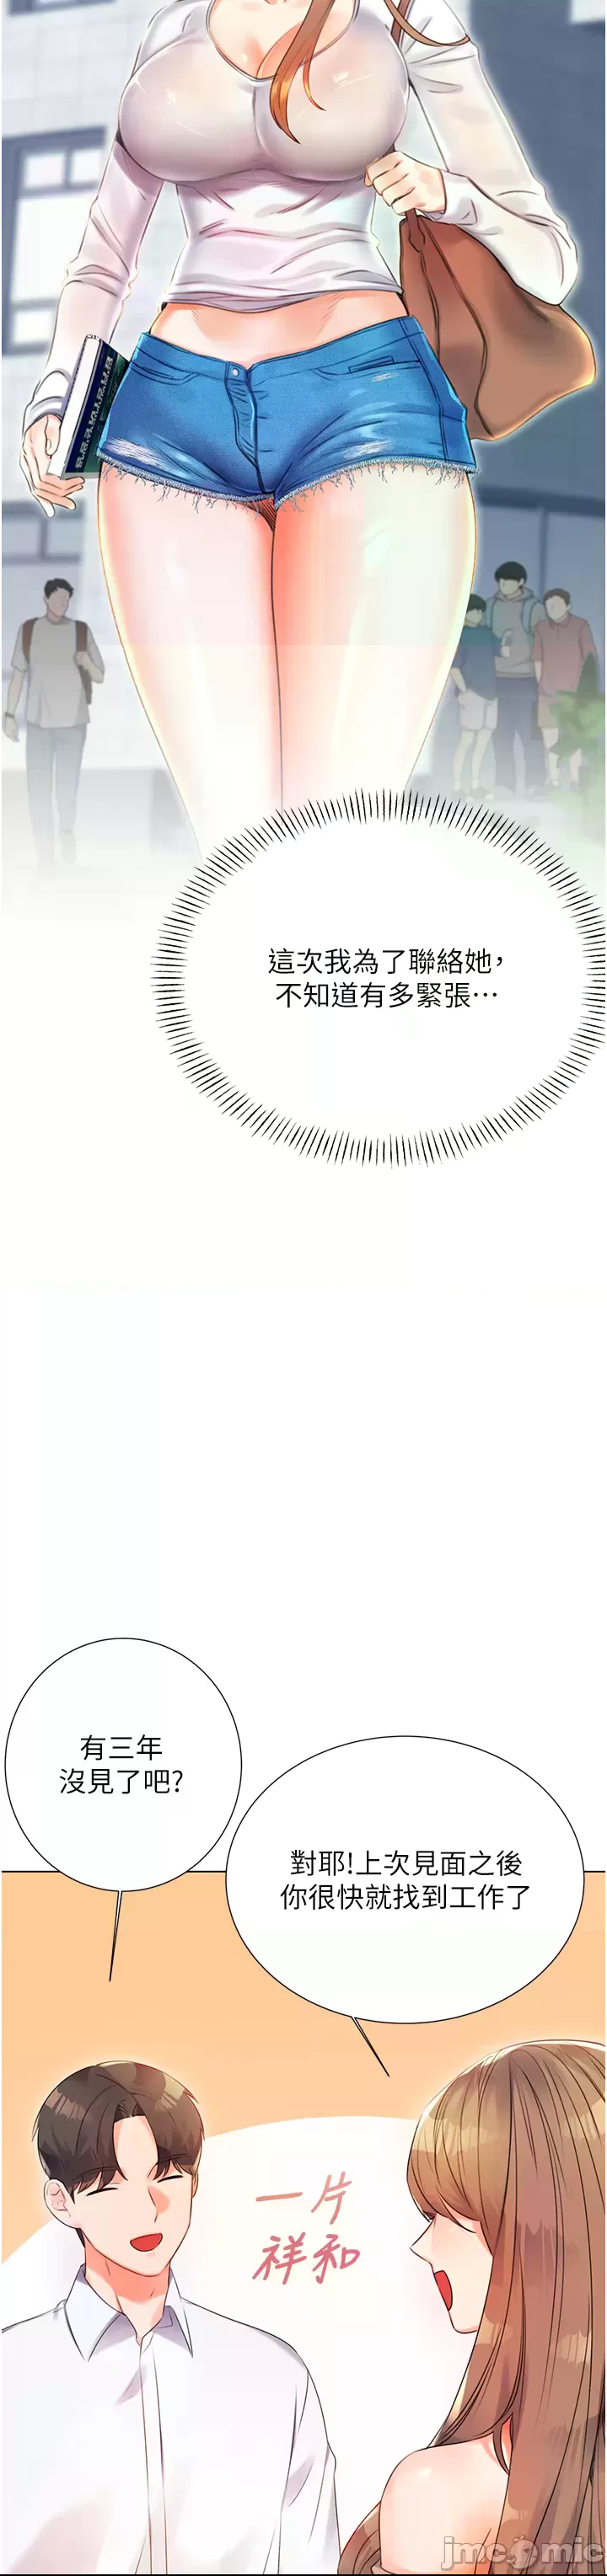 這次我為了聯絡她，
不知道有多緊張…
有三年
沒見了吧?
對耶!上次見面之後
你很快就找到工作了
一片
祥和
jmcomic